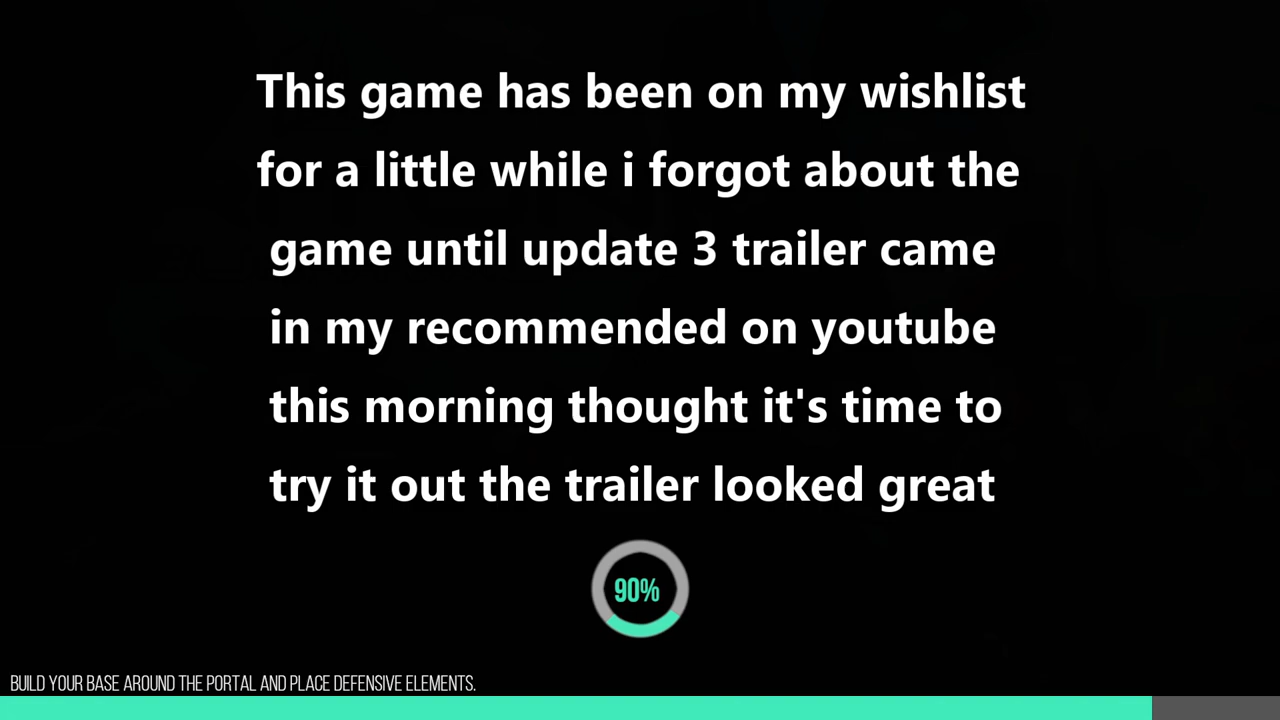 This game has been on my wishlist
for a little while i forgot about the
game until update 3 trailer came
in my recommended on youtube
this morning thought it's time to
try it out the trailer looked great
90%
BUILD YOUR BASE AROUND THE PORTAL AND PLACE DEFENSIVE ELEMENTS.